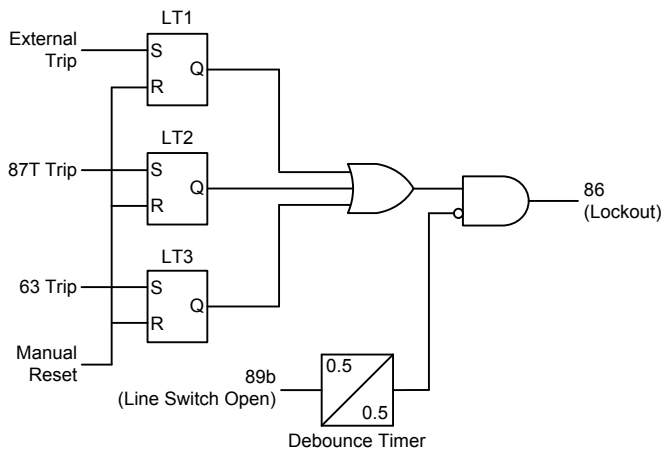 LT1
External
Trip
S
R
Q
LT2
87T Trip
S
R
Q
86
(Lockout)
LT3
63 Trip
S
R
Q
Manual
Reset
89b
(Line Switch Open)
0.5
0.5
Debounce Timer